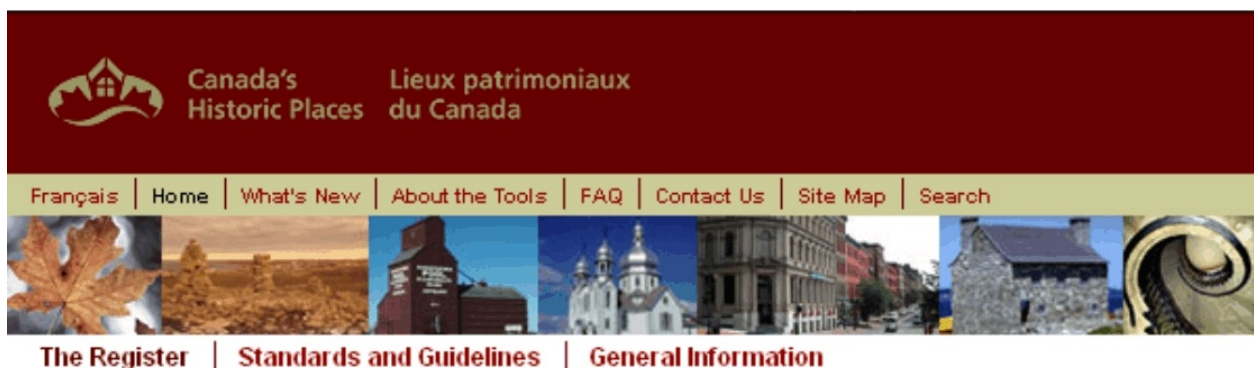 Canada's Historic Places
Lieux patrimoniaux du Canada
Français Home What's New About the Tools FAQ Contact Us Site Map Search
The Register Standards and Guidelines General Information